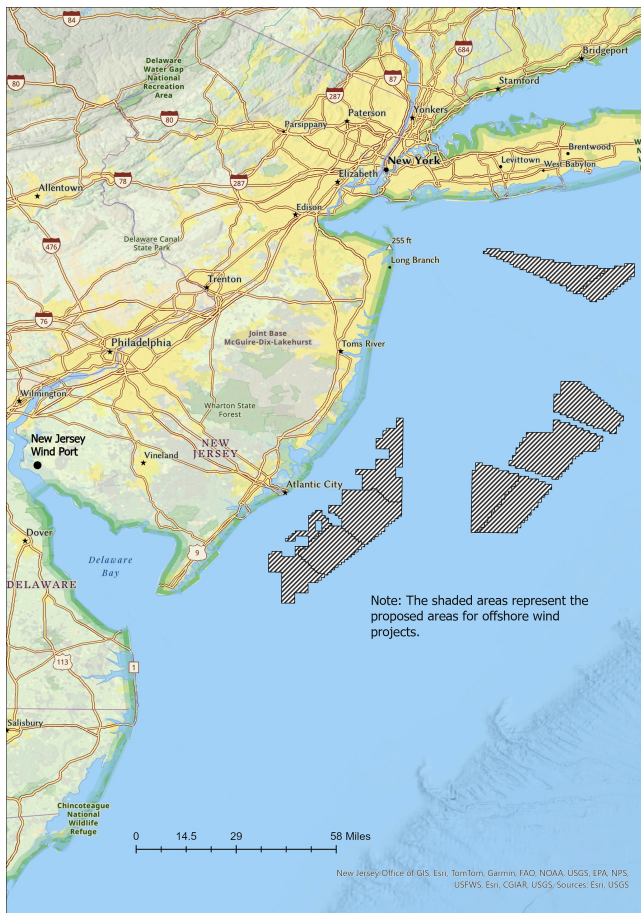 84
684
Bridgeport
80
Delaware
Water Gap
National
Recreation
Area
87
Stamford
287
Paterson
Yonkers
80
Parsippany
Brentwood
New York
Levittown
West Babylon
78
287
Elizabeth
Allentown
Edison
476
Delaware Canal
State Park
255 ft
Long Branch
Trenton
76
Joint Base
McGuire-Dix-Lakehurst
Philadelphia
Toms River
Wilmington
Wharton State
Forest
New Jersey
Wind Port
NEW
JERSEY
Vineland
Atlantic City
Dover
9
Delaware
Bay
DELAWARE
Note: The shaded areas represent the
proposed areas for offshore wind
projects.
113
1
Salisbury
Chincoteague
National
Wildlife
Refuge
0 14.5 29 58 Miles
New Jersey Office of GIS, Esri, TomTom, Garmin, FAO, NOAA, USGS, EPA, NPS,
USFWS, Esri, CGIAR, USGS, Sources: Esri, USGS